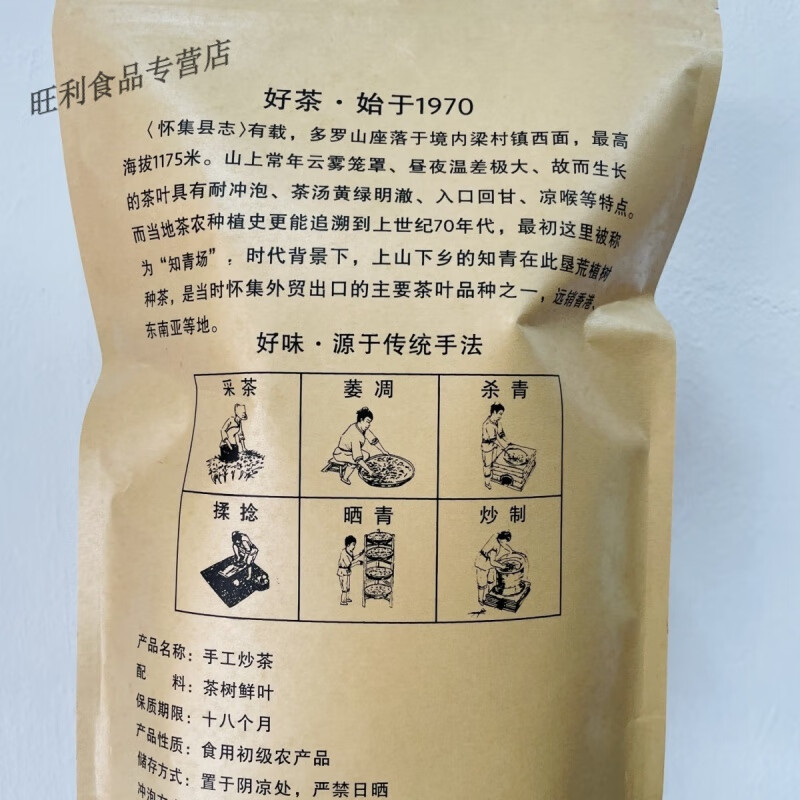 旺利食品专营店
好茶·始于1970
〈怀集县志〉有载，多罗山座落于境内梁村镇西面，最高
海拔1175米。山上常年云雾笼罩、昼夜温差极大、故而生长
的茶叶具有耐冲泡、茶汤黄绿明澈、入口回甘、凉喉等特点。
而当地茶农种植史更能追溯到上世纪70年代，最初这里被称
为“知青场”；时代背景下，上山下乡的知青在此垦荒植树
种茶，是当时怀集外贸出口的主要茶叶品种之一，远销香港、
东南亚等地。
好味·源于传统手法
采茶 萎凋 杀青
揉捻 晒青 炒制
产品名称：手工炒茶
配 料：茶树鲜叶
保质期限：十八个月
产品性质：食用初级农产品
储存方式：置于阴凉处，严禁日晒